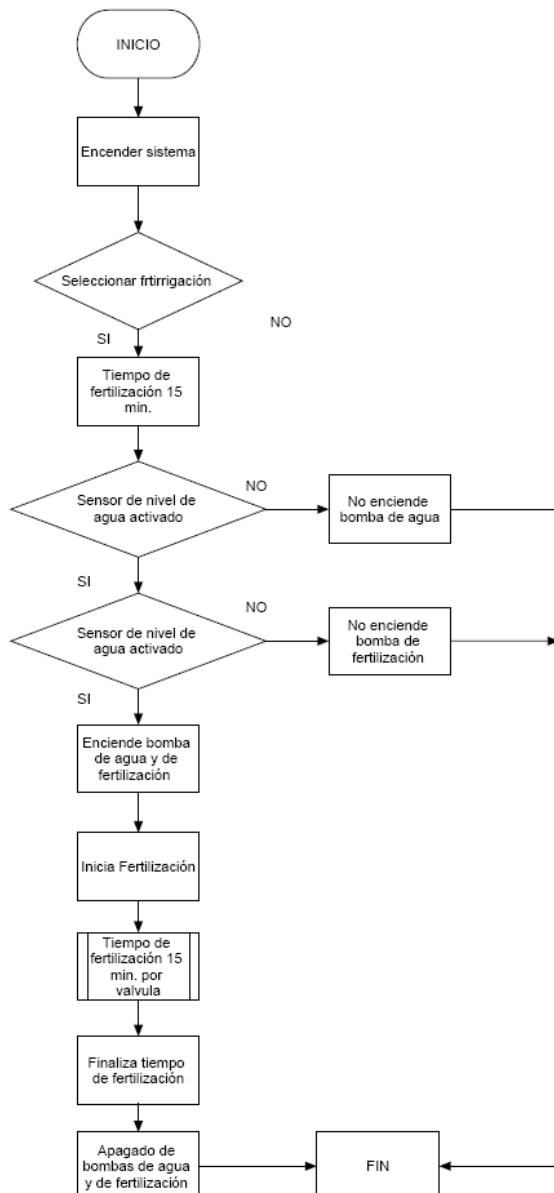 INICIO
Encender sistema
Seleccionar frtirrigación
NO
SI
Tiempo de
fertilización 15
min.
Sensor de nivel de
agua activado
NO
No enciende
bomba de agua
SI
Sensor de nivel de
agua activado
NO
No enciende
bomba de
fertilización
SI
Enciende bomba
de agua y de
fertilización
Inicia Fertilización
Tiempo de
fertilización 15
min. por
valvula
Finaliza tiempo
de fertilización
Apagado de
bombas de agua
y de fertilización
FIN